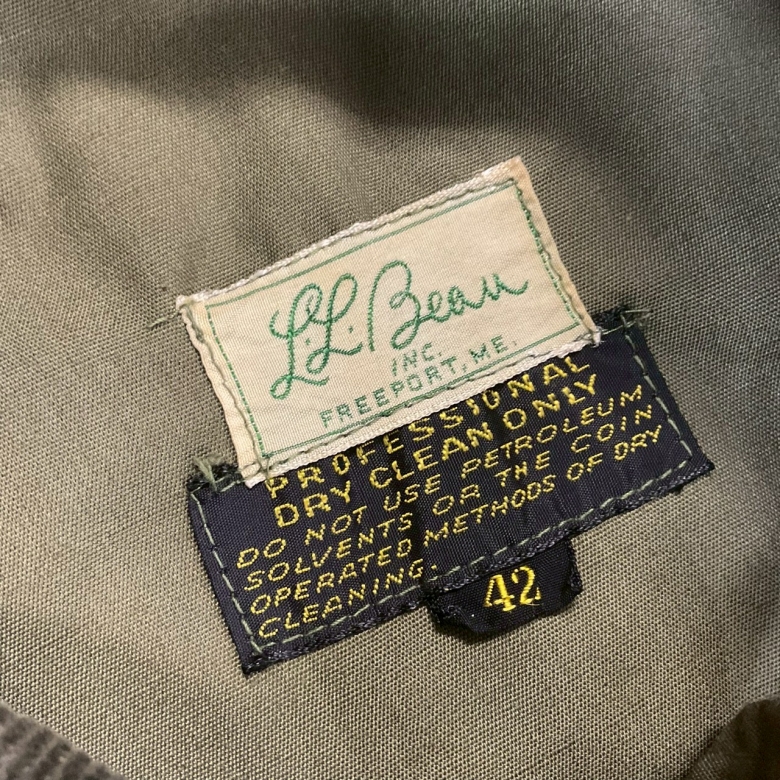 L.L.Bean
INC.
FREEPORT, ME.
PROFESSIONAL
DRY CLEAN ONLY
DO NOT USE PETROLEUM
SOLVENTS OR THE COIN
OPERATED METHODS OF DRY
CLEANING.
42